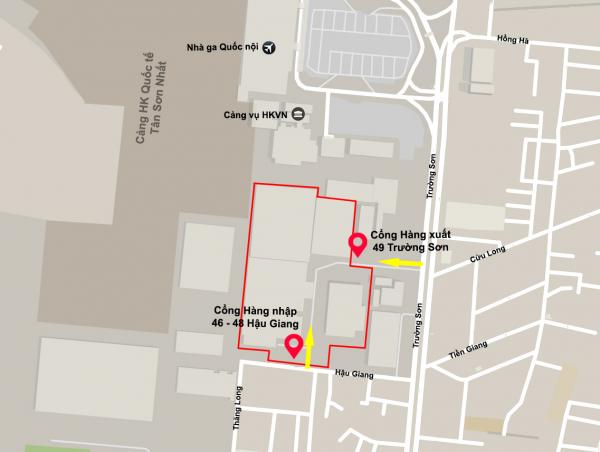 Hồng Hà
Nhà ga Quốc nội
Cảng HK Quốc tế
Tân Sơn Nhất
Cảng vụ HKVN
Trường Sơn
Cổng Hàng xuất
49 Trường Sơn
Cửu Long
Cổng Hàng nhập
46 - 48 Hậu Giang
Trường Sơn
Tiền Giang
Hậu Giang
Thăng Long